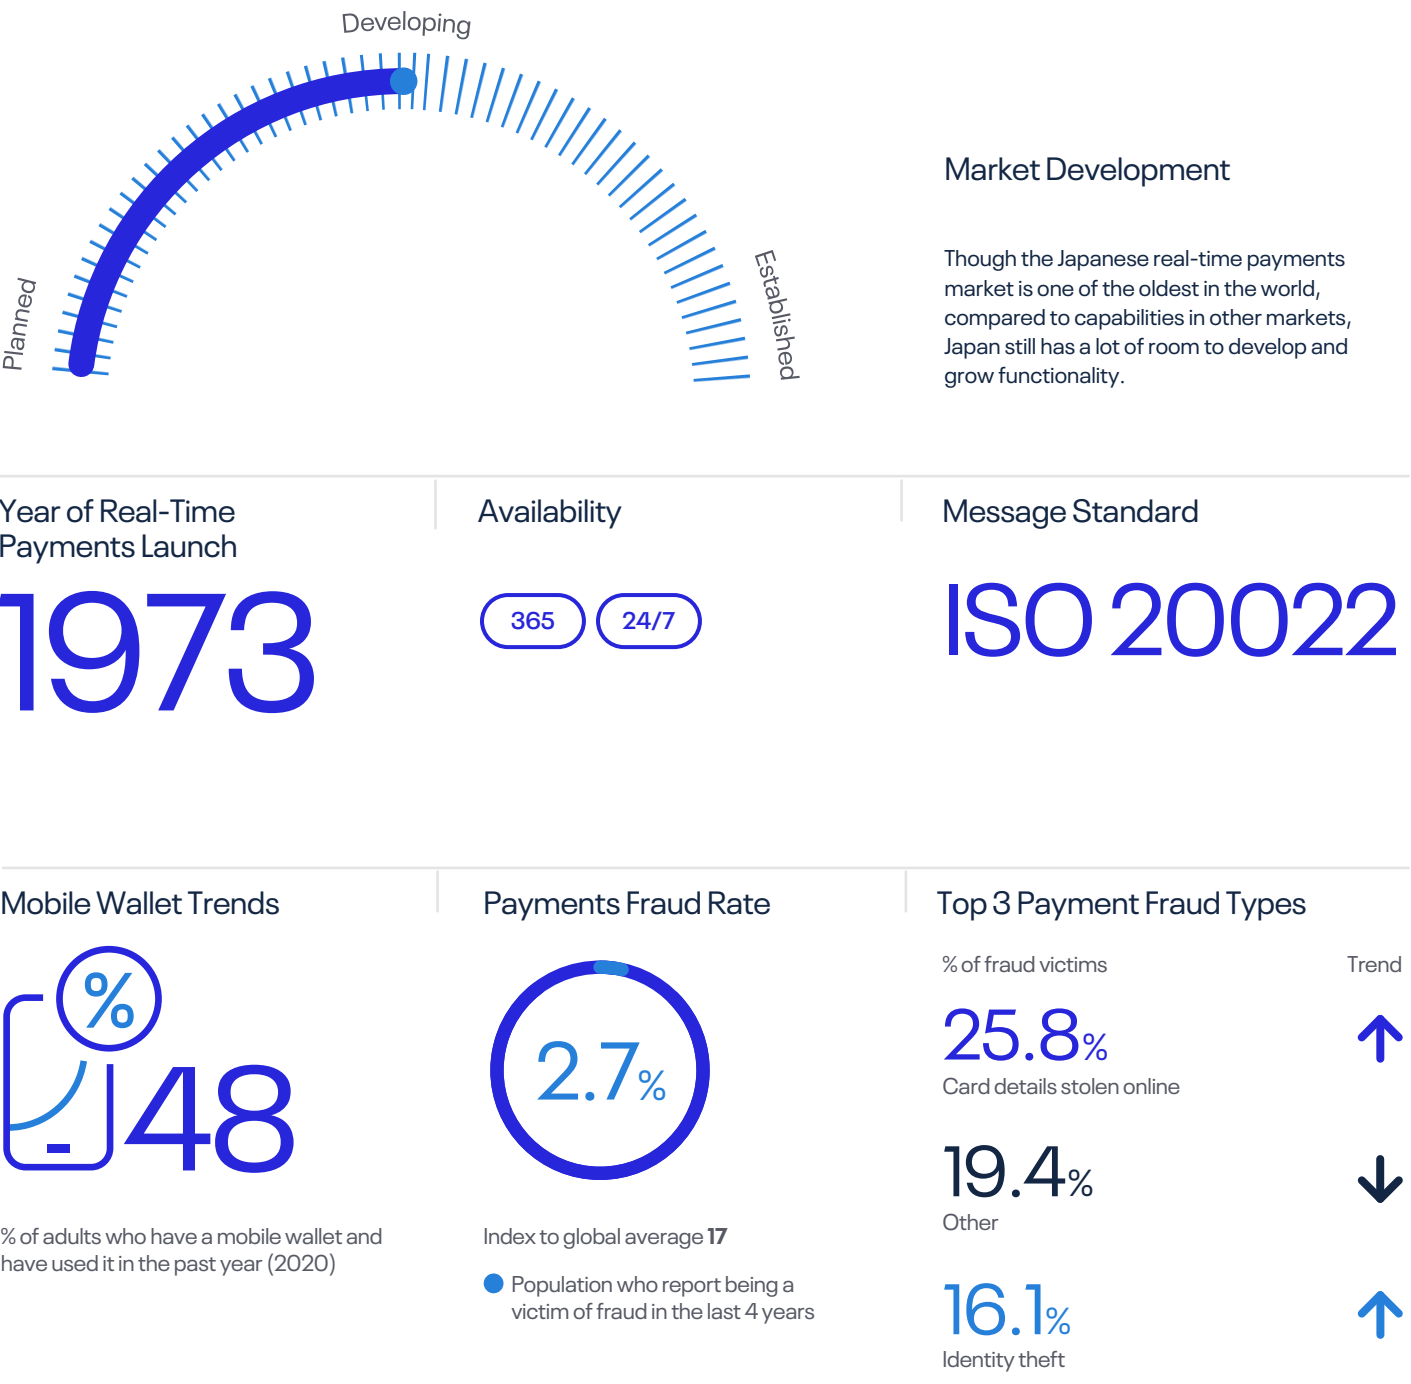 Developing
Planned
Established
Market Development
Though the Japanese real-time payments
market is one of the oldest in the world,
compared to capabilities in other markets,
Japan still has a lot of room to develop and
grow functionality.
Year of Real-Time
Payments Launch
1973
Availability
365 24/7
Message Standard
ISO 20022
Mobile Wallet Trends
%
48
% of adults who have a mobile wallet and
have used it in the past year (2020)
Payments Fraud Rate
2.7%
Index to global average 17
Population who report being a
victim of fraud in the last 4 years
Top 3 Payment Fraud Types
% of fraud victims Trend
25.8%
Card details stolen online
19.4%
Other
16.1%
Identity theft